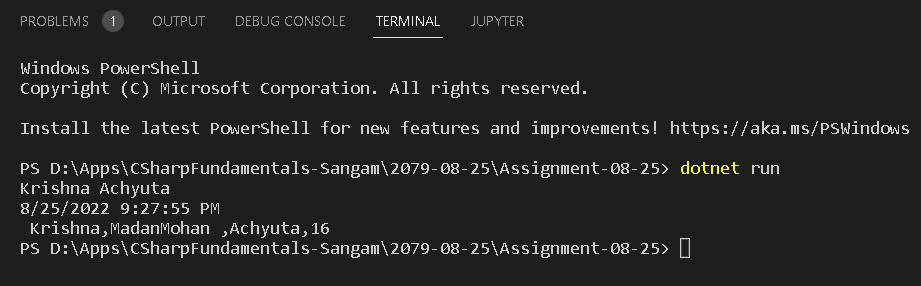 PROBLEMS 1 OUTPUT DEBUG CONSOLE TERMINAL JUPYTER
Windows PowerShell
Copyright (C) Microsoft Corporation. All rights reserved.
Install the latest PowerShell for new features and improvements! https://aka.ms/PSWindows
PS D:\Apps\CSharpFundamentals-Sangam\2079-08-25\Assignment-08-25> dotnet run
Krishna Achyuta
8/25/2022 9:27:55 PM
 Krishna,MadanMohan ,Achyuta,16
PS D:\Apps\CSharpFundamentals-Sangam\2079-08-25\Assignment-08-25>